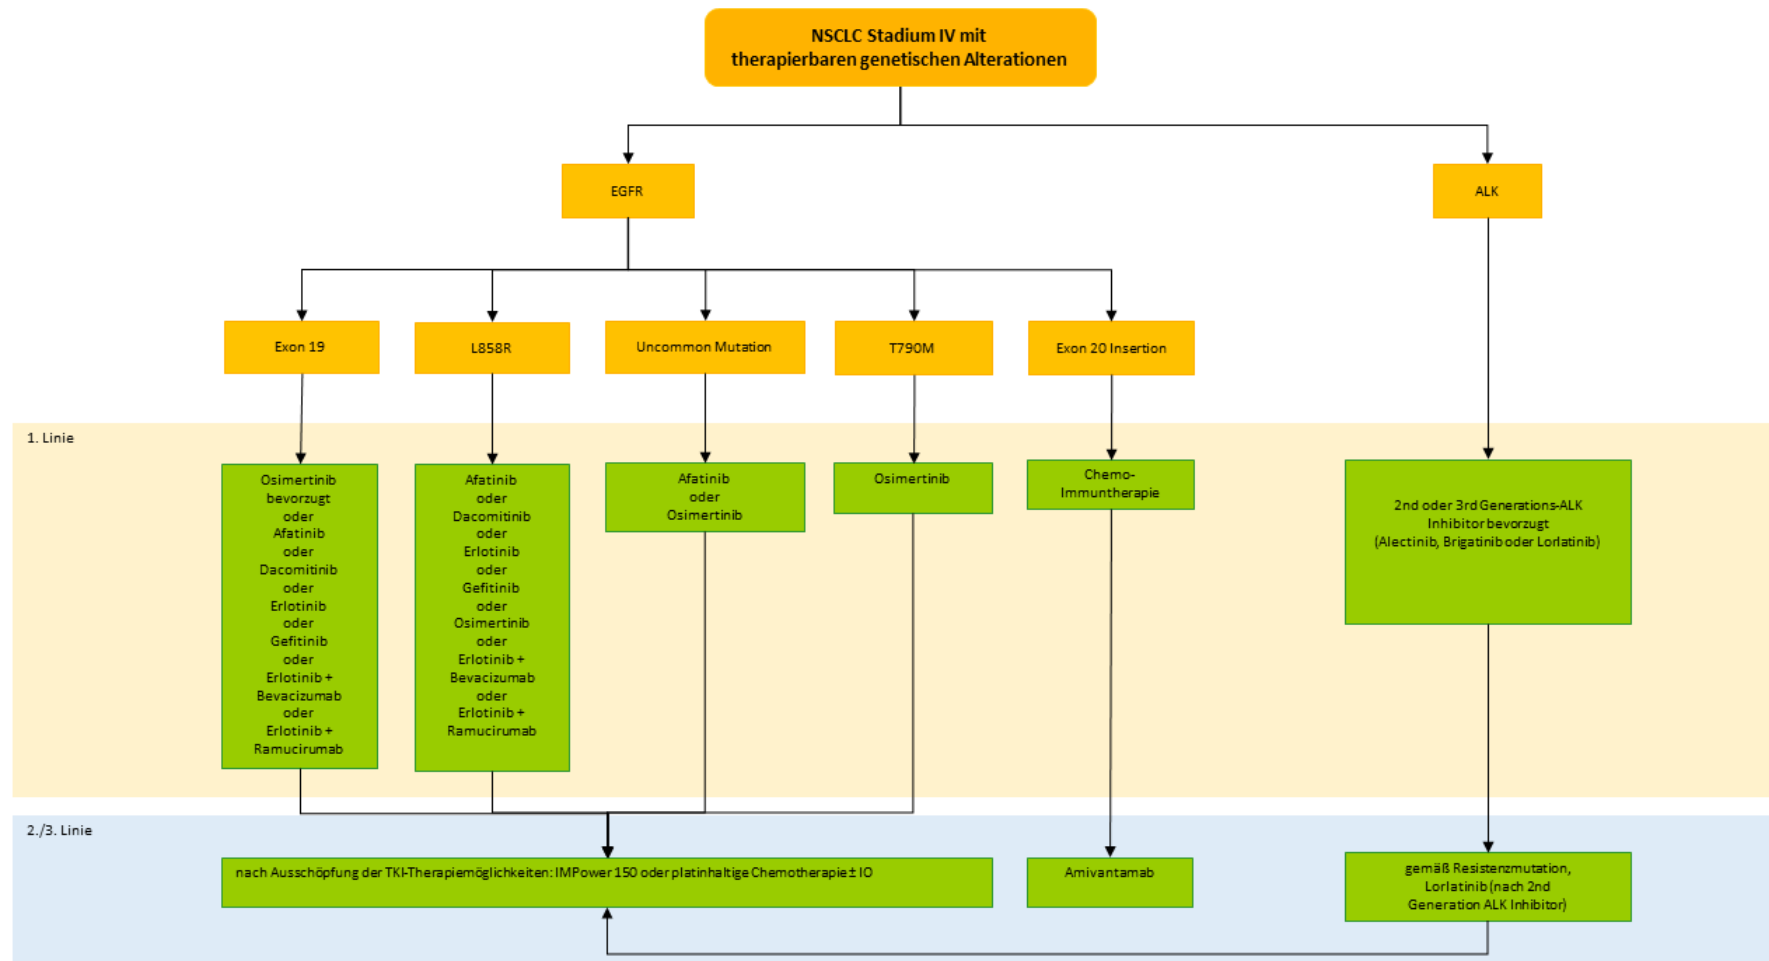 NSCLC Stadium IV mit
therapierbaren genetischen Alterationen
EGFR
ALK
Exon 19
L858R
Uncommon Mutation
T790M
Exon 20 Insertion
1. Linie
Osimertinib
bevorzugt
oder
Afatinib
oder
Dacomitinib
oder
Erlotinib
oder
Gefitinib
oder
Erlotinib +
Bevacizumab
oder
Erlotinib +
Ramucirumab
Afatinib
oder
Dacomitinib
oder
Erlotinib
oder
Gefitinib
oder
Osimertinib
oder
Erlotinib +
Bevacizumab
oder
Erlotinib +
Ramucirumab
Afatinib
oder
Osimertinib
Osimertinib
Chemo-
Immuntherapie
2nd oder 3rd Generations-ALK
Inhibitor bevorzugt
(Alectinib, Brigatinib oder Lorlatinib)
2./3. Linie
nach Ausschöpfung der TKI-Therapiemöglichkeiten: IMPower 150 oder platinhaltige Chemotherapie ± IO
Amivantamab
gemäß Resistenzmutation,
Lorlatinib (nach 2nd
Generation ALK Inhibitor)